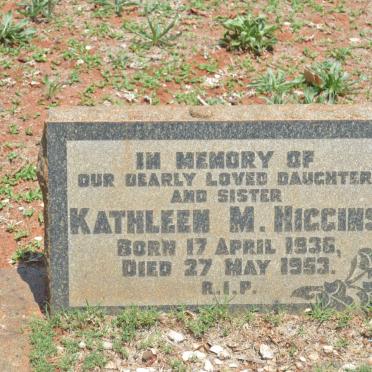 IN MEMORY OF
OUR DEARLY LOVED DAUGHTER
AND SISTER
KATHLEEN M. HIGGINS
BORN 17 APRIL 1936,
DIED 27 MAY 1953.
R.I.P.